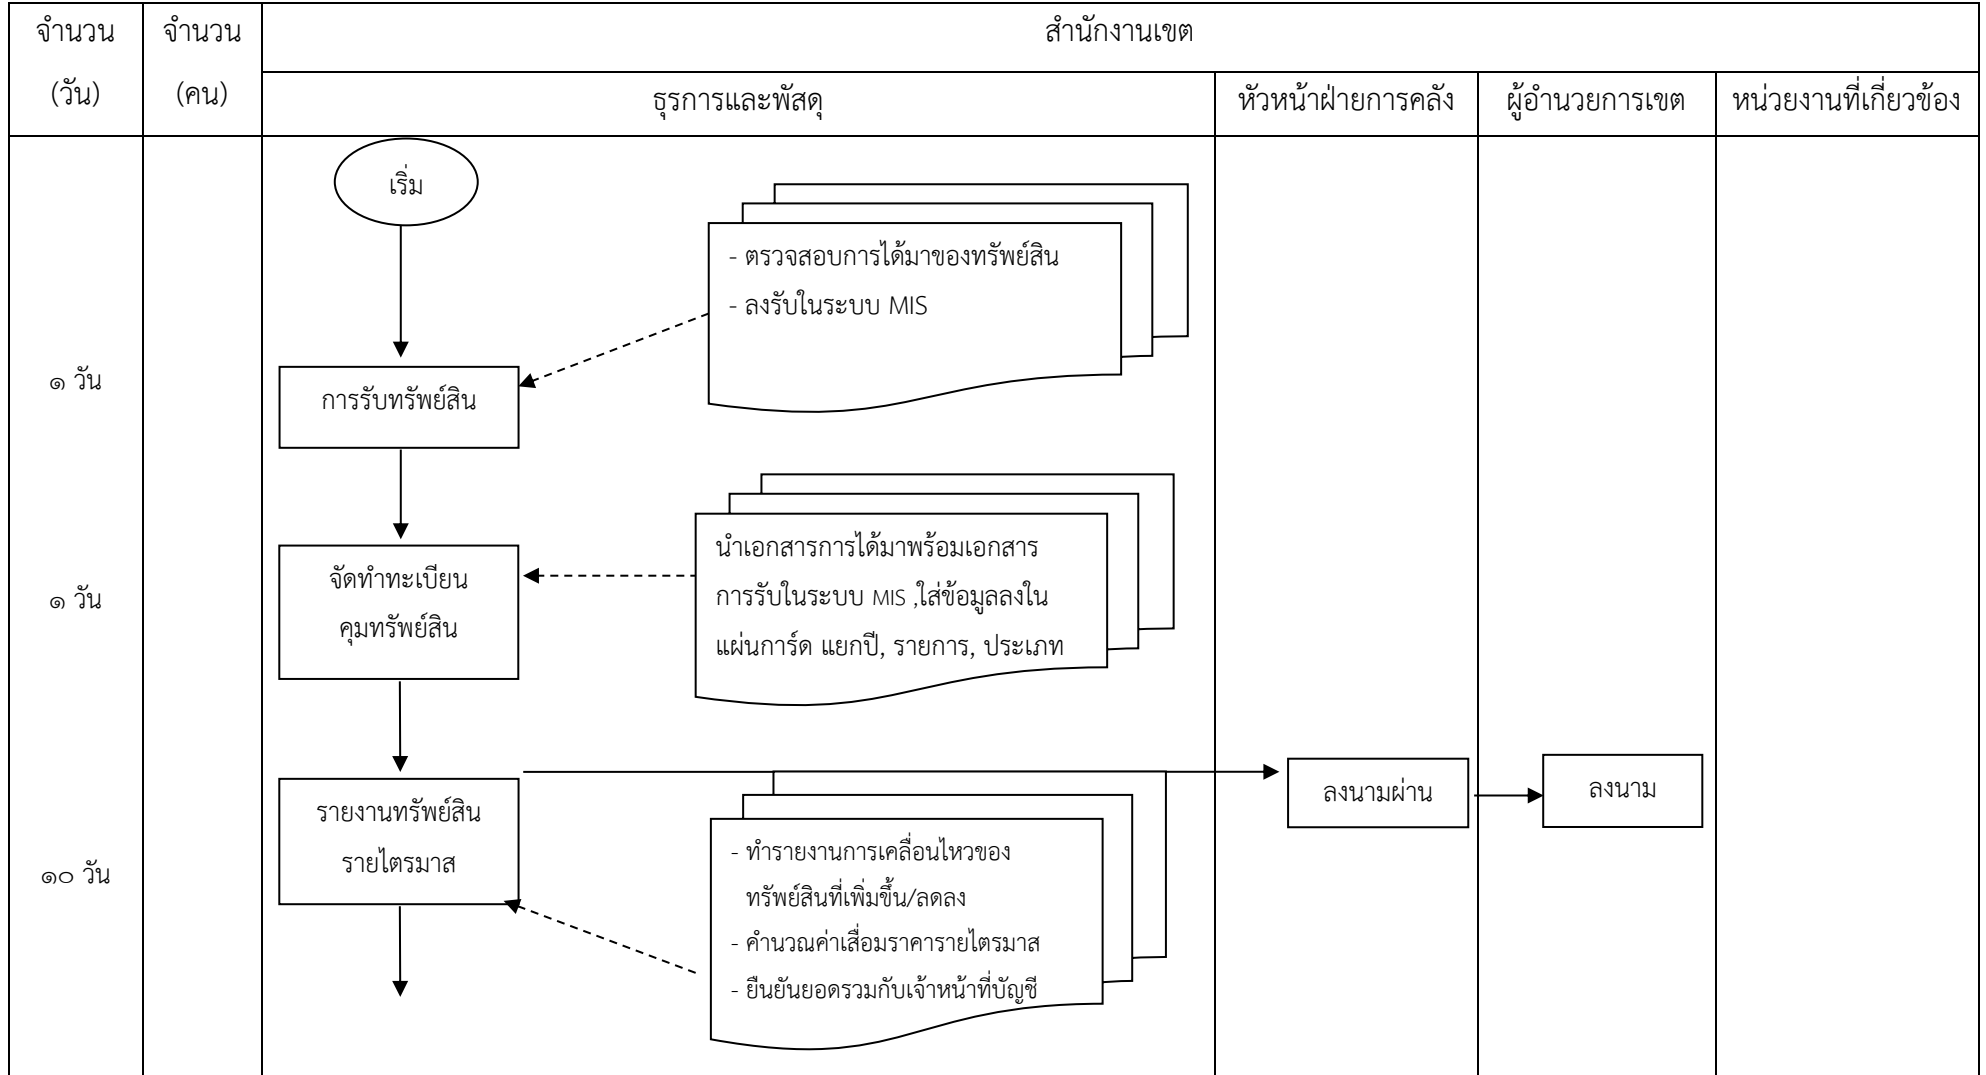 จำนวน
(วัน)
จำนวน
(คน)
สำนักงานเขต
ธุรการและพัสดุ
หัวหน้าฝ่ายการคลัง
ผู้อำนวยการเขต
หน่วยงานที่เกี่ยวข้อง
เริ่ม
- ตรวจสอบการได้มาของทรัพย์สิน
- ลงรับในระบบ MIS
๑ วัน
การรับทรัพย์สิน
๑ วัน
จัดทำทะเบียน
คุมทรัพย์สิน
นำเอกสารการได้มาพร้อมเอกสาร
การรับในระบบ MIS ,ใส่ข้อมูลลงใน
แผ่นการ์ด แยกปี, รายการ, ประเภท
๑๐ วัน
รายงานทรัพย์สิน
รายไตรมาส
- ทำรายงานการเคลื่อนไหวของ
ทรัพย์สินที่เพิ่มขึ้น/ลดลง
- คำนวณค่าเสื่อมราคารายไตรมาส
- ยืนยันยอดรวมกับเจ้าหน้าที่บัญชี
ลงนามผ่าน
ลงนาม